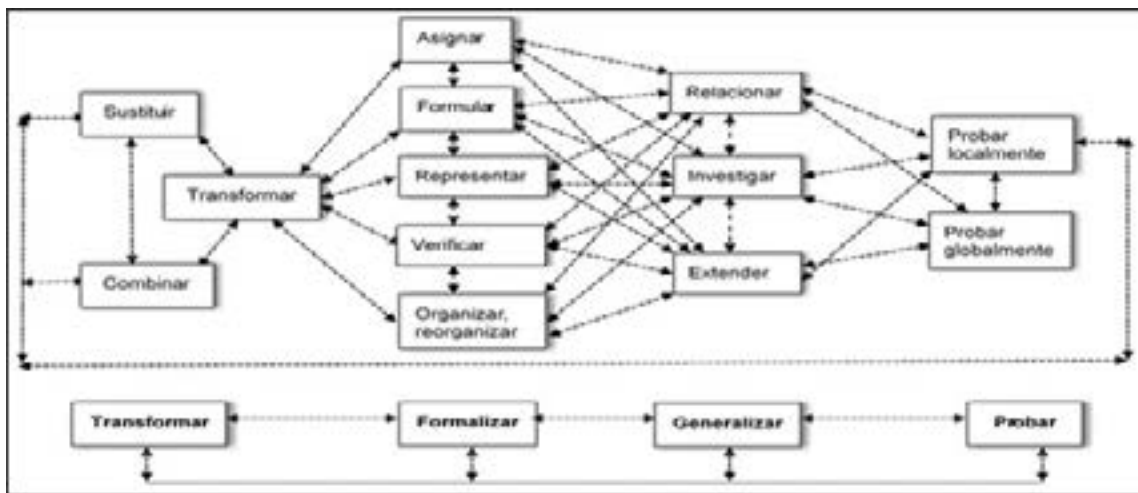 Asignar
Sustituir
Formular
Relacionar
Probar
localmente
Transformar
Representar
Investigar
Verificar
Probar
globalmente
Combinar
Extender
Organizar,
reorganizar
Transformar
Formalizar
Generalizar
Probar